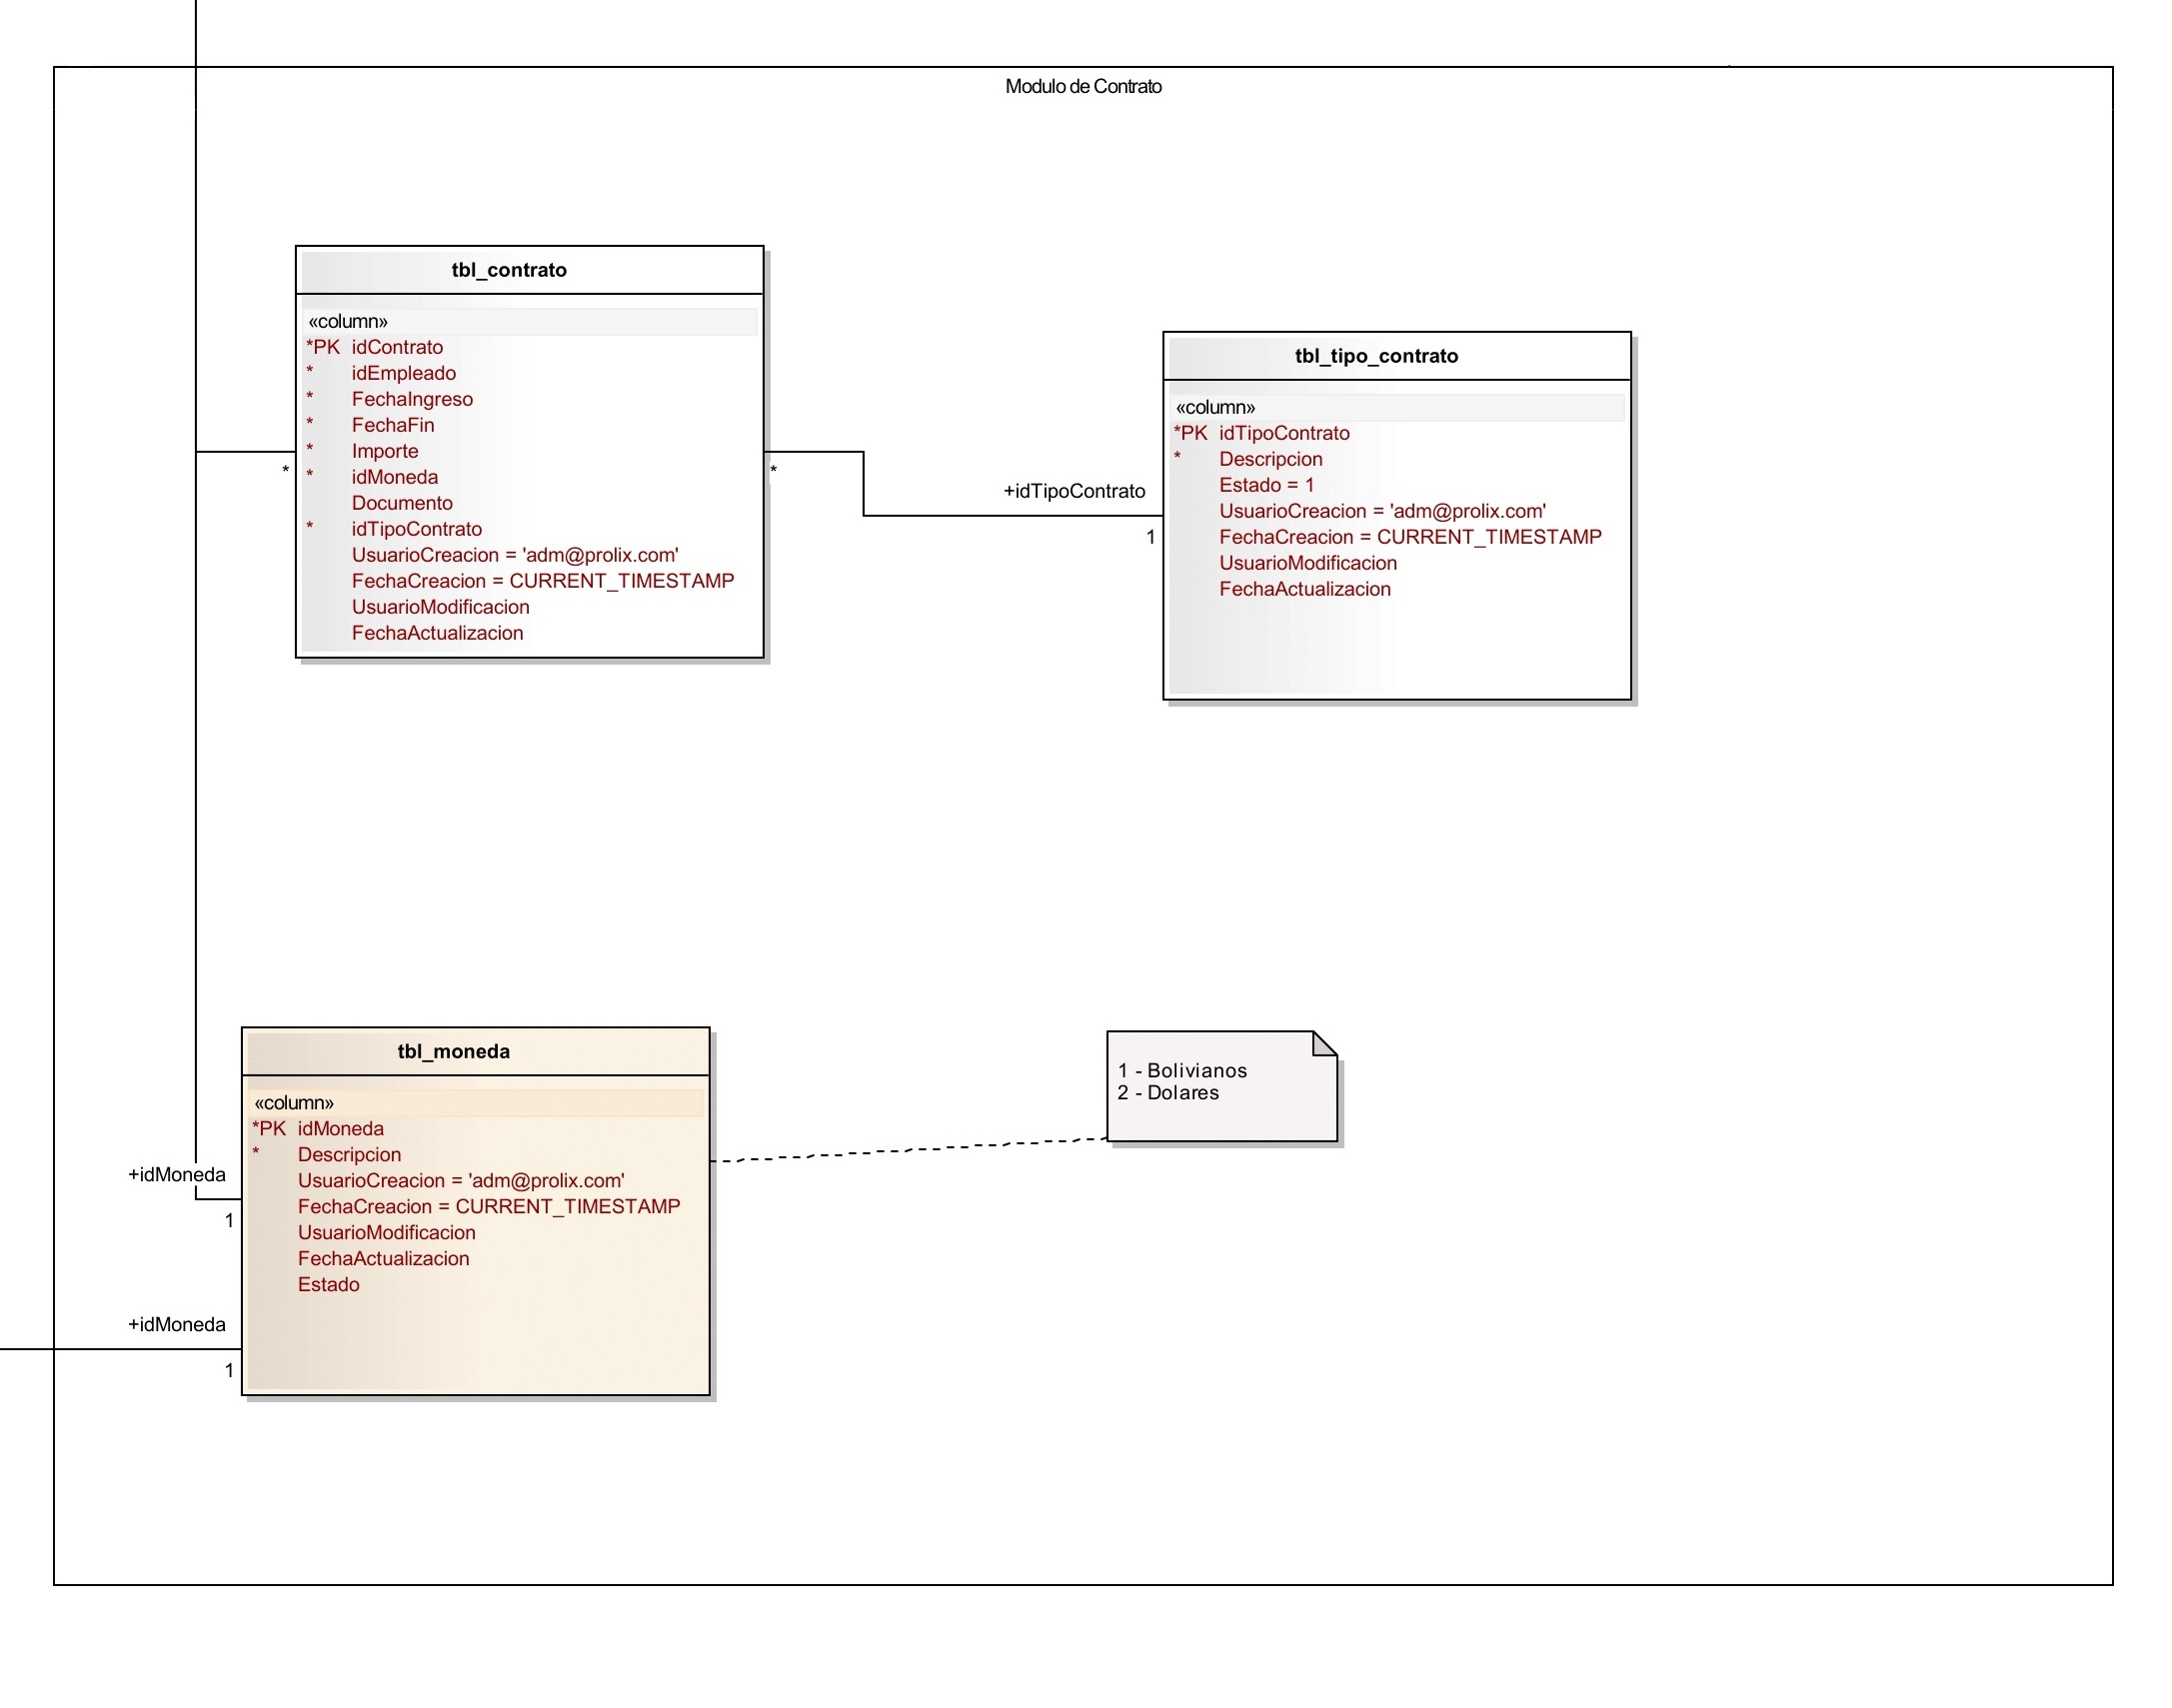 Modulo de Contrato
tbl_contrato
«column»
*PK idContrato
* idEmpleado
* FechaIngreso
* FechaFin
* Importe
* idMoneda
Documento
* idTipoContrato
UsuarioCreacion = 'adm@prolix.com'
FechaCreacion = CURRENT_TIMESTAMP
UsuarioModificacion
FechaActualizacion
*
*
+idTipoContrato
1
tbl_tipo_contrato
«column»
*PK idTipoContrato
* Descripcion
Estado = 1
UsuarioCreacion = 'adm@prolix.com'
FechaCreacion = CURRENT_TIMESTAMP
UsuarioModificacion
FechaActualizacion
+idMoneda
1
+idMoneda
1
tbl_moneda
«column»
*PK idMoneda
* Descripcion
UsuarioCreacion = 'adm@prolix.com'
FechaCreacion = CURRENT_TIMESTAMP
UsuarioModificacion
FechaActualizacion
Estado
1 - Bolivianos
2 - Dolares